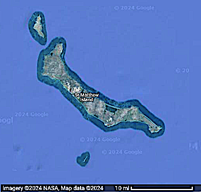 St Matthew
Island
Imagery ©2024 NASA, Map data ©2024
10 mi